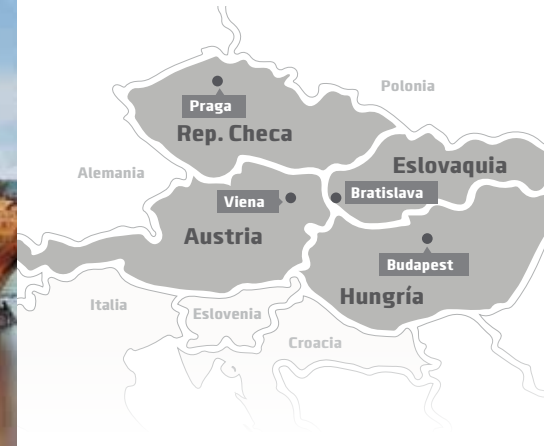 Polonia
Praga
Rep. Checa
Alemania
Eslovaquia
Bratislava
Viena
Austria
Budapest
Hungría
Italia
Eslovenia
Croacia